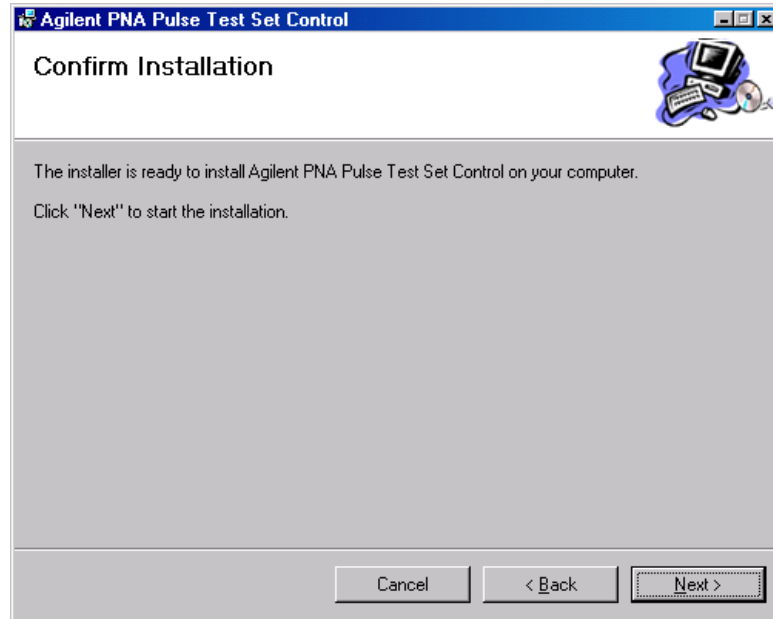 Agilent PNA Pulse Test Set Control
Confirm Installation
The installer is ready to install Agilent PNA Pulse Test Set Control on your computer.
Click "Next" to start the installation.
Cancel
< Back
Next >